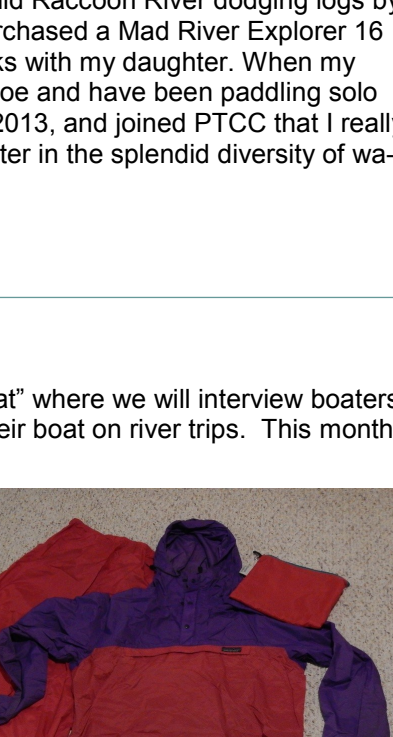 Raccoon River dodging logs by
rchased a Mad River Explorer 16
ks with my daughter. When my
oe and have been paddling solo
2013, and joined PTCC that I really
ter in the splendid diversity of wa-
at” where we will interview boaters
eir boat on river trips.  This month